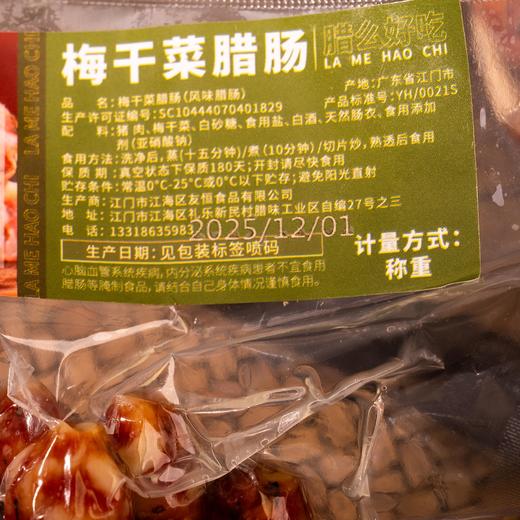 LA ME HAO CHI
LA ME HAO CHI
梅干菜腊肠
腊么好吃
LA ME HAO CHI
品 名:梅干菜腊肠(风味腊肠)
产地:广东省江门市
生产许可证编号:SC10444070401829
产品标准号:YH/0021S
配 料:猪肉、梅干菜、白砂糖、食用盐、白酒、天然肠衣、食用添加
剂(亚硝酸钠)
食用方法:洗净后,蒸(十五分钟)/煮(10分钟)/切片炒,熟透后食用
保 质 期:真空状态下保质180天;开封请尽快食用
贮存条件:常温0°C-25°C或0°C以下贮存;避免阳光直射
生产商:江门市江海区友恒食品有限公司
地 址:江门市江海区礼乐新民村腊味工业区自编27号之三
电 话:13318635983
2025/12/01
生产日期:见包装标签喷码
计量方式:
称重
心脑血管系统疾病,内分泌系统疾病患者不宜食用
腊肠等腌制食品,请结合自己身体情况谨慎食用。